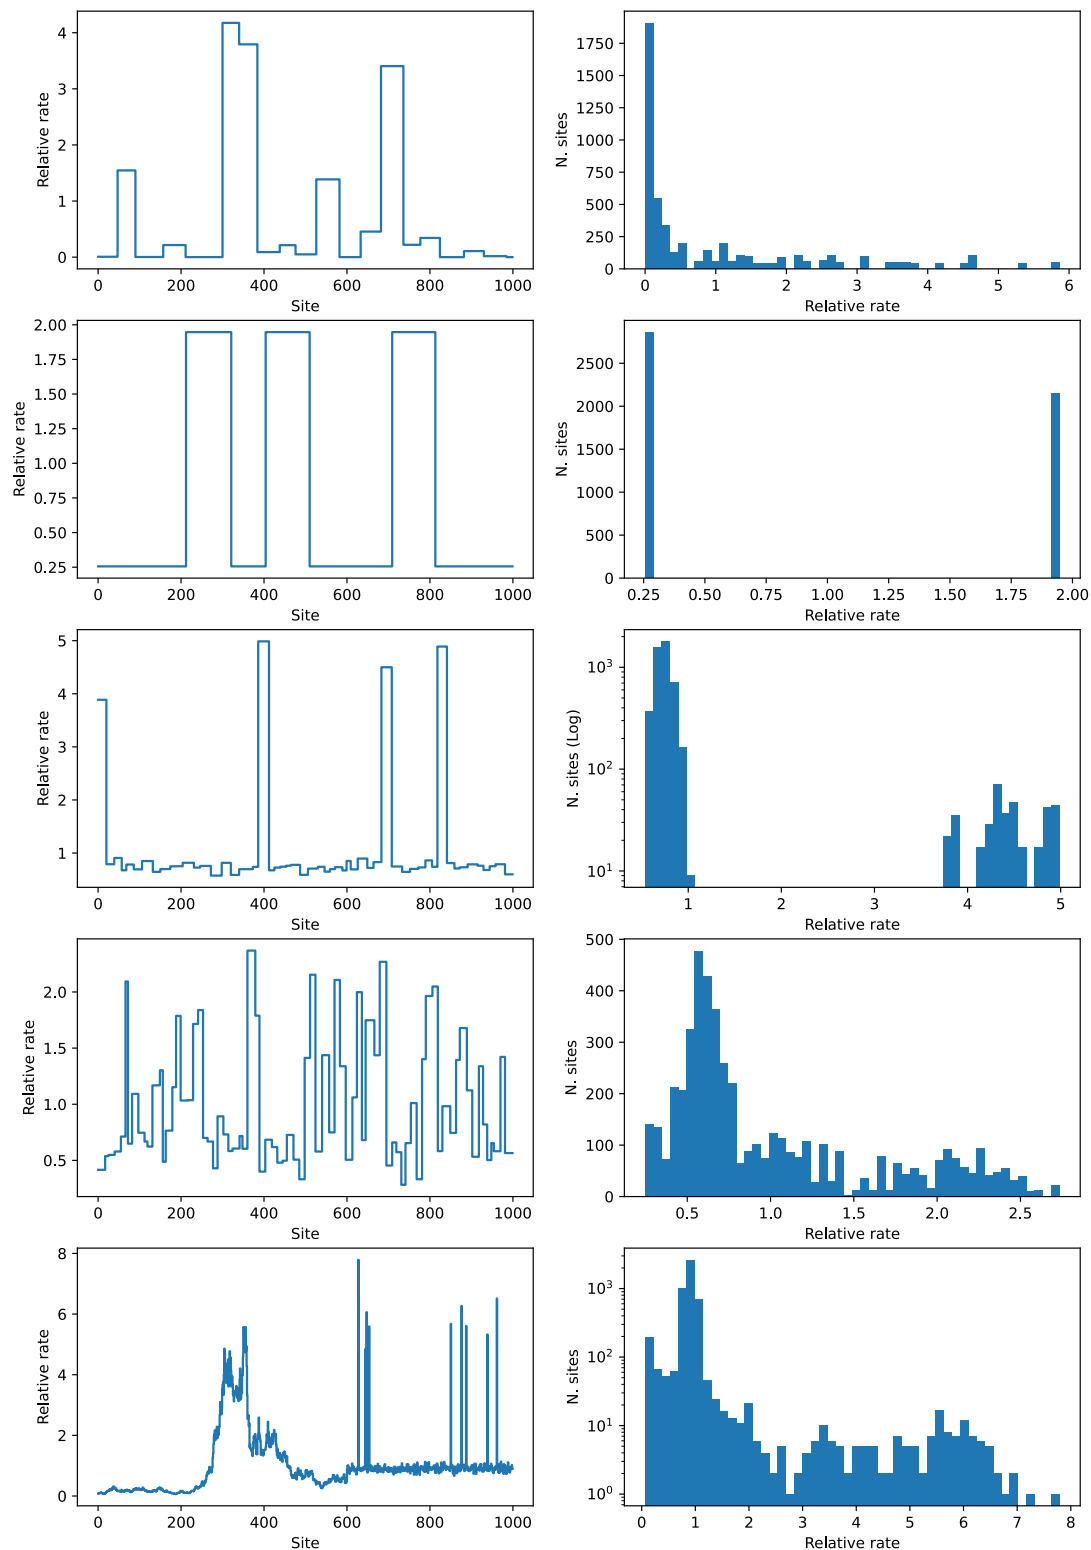 4
3
2
1
0
Relative rate
0 200 400 600 800 1000
Site
1750
1500
1250
1000
750
500
250
0
N. sites
0 1 2 3 4 5 6
Relative rate
2.00
1.75
1.50
1.25
1.00
0.75
0.50
0.25
Relative rate
0 200 400 600 800 1000
Site
2500
2000
1500
1000
500
0
N. sites
0.25 0.50 0.75 1.00 1.25 1.50 1.75 2.00
Relative rate
5
4
3
2
1
Relative rate
0 200 400 600 800 1000
Site
10³
10²
10¹
N. sites (Log)
1 2 3 4 5
Relative rate
2.0
1.5
1.0
0.5
Relative rate
0 200 400 600 800 1000
Site
500
400
300
200
100
0
N. sites
0.5 1.0 1.5 2.0 2.5
Relative rate
8
6
4
2
0
Relative rate
0 200 400 600 800 1000
Site
10³
10²
10¹
10⁰
N. sites
0 1 2 3 4 5 6 7 8
Relative rate